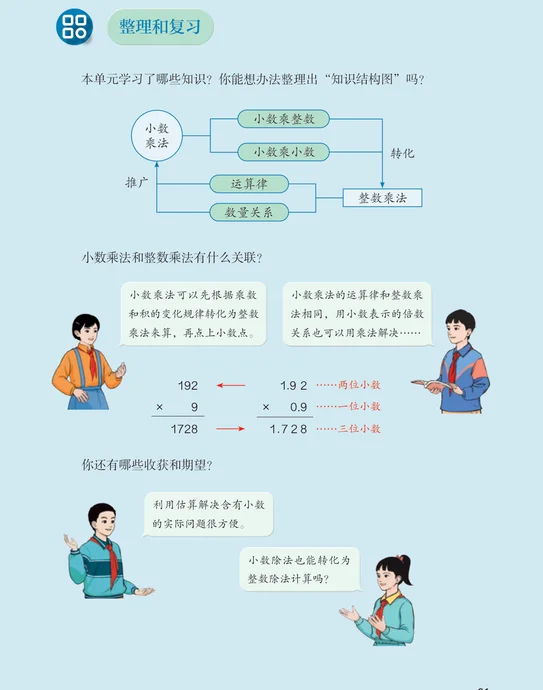 整理和复习
本单元学习了哪些知识？你能想办法整理出“知识结构图”吗？
小数
乘法
小数乘整数
小数乘小数
转化
推广
运算律
数量关系
整数乘法
小数乘法和整数乘法有什么关联？
小数乘法可以先根据乘数
和积的变化规律转化为整数
乘法来算，再点上小数点。
小数乘法的运算律和整数乘
法相同，用小数表示的倍数
关系也可以用乘法解决……
192 ← 1.92 ……两位小数
× 9 × 0.9 ……一位小数
1728 → 1.728 ……三位小数
你还有哪些收获和期望？
利用估算解决含有小数
的实际问题很方便。
小数除法也能转化为
整数除法计算吗？